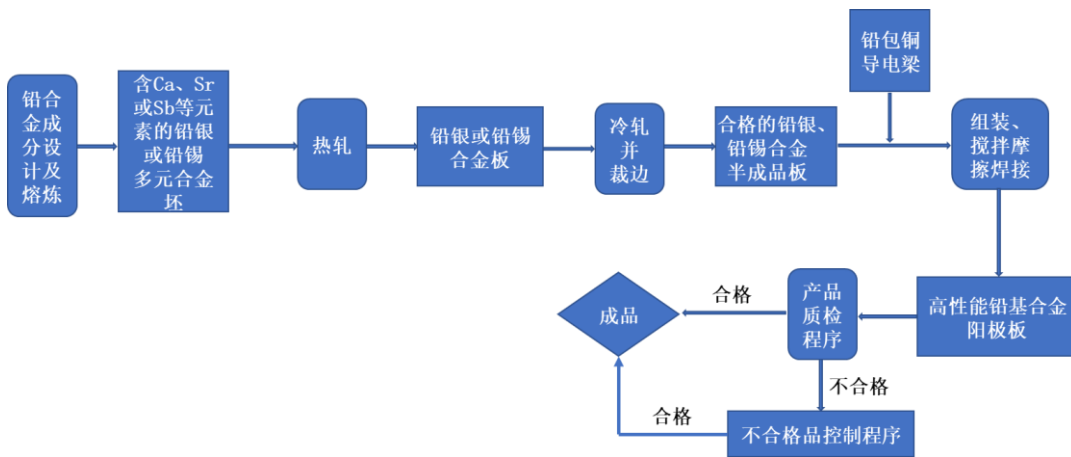 铅合
金成
分设
计及
熔炼
含Ca、Sr
或Sb等元
素的铅银
或铅锡
多元合金
坯
热轧
铅银或铅锡
合金板
冷轧
并
裁边
合格的铅银、
铅锡合金
半成品板
铅包铜
导电梁
组装、
搅拌摩
擦焊接
高性能铅基合金
阳极板
产品
质检
程序
合格
成品
不合格
不合格品控制程序
合格